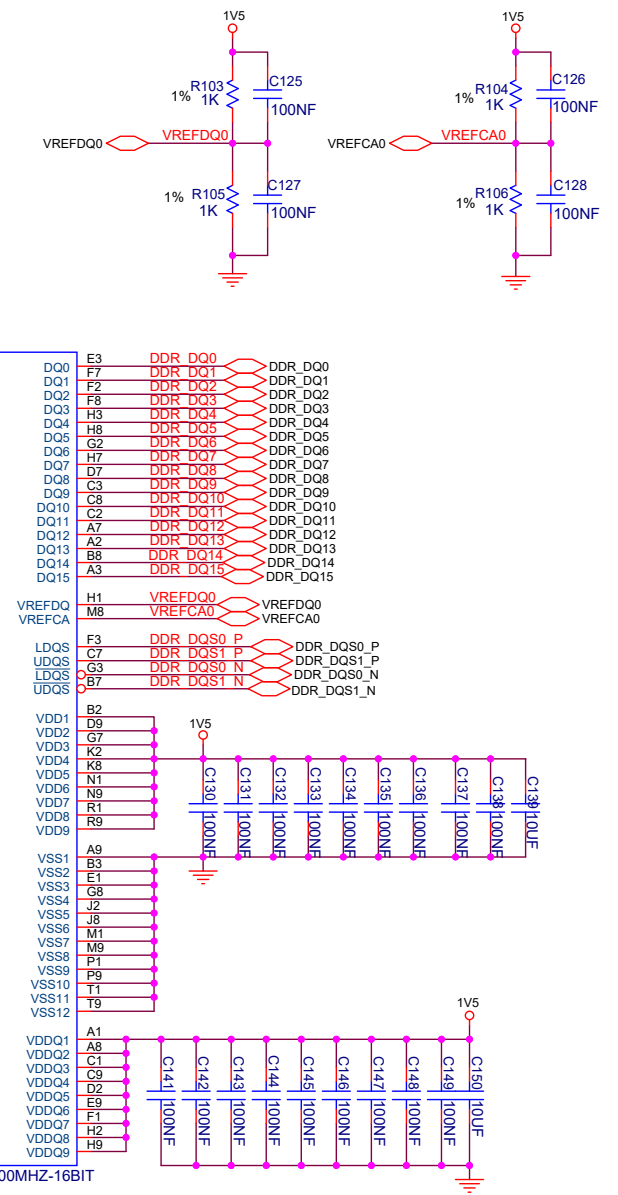 1V5
1V5
R103 1% 1K
C125 100NF
R104 1% 1K
C126 100NF
VREFDQ0 VREFDQ0
VREFCA0 VREFCA0
R105 1% 1K
C127 100NF
R106 1% 1K
C128 100NF
DQ0 E3 DDR_DQ0 DDR_DQ0
DQ1 F7 DDR_DQ1 DDR_DQ1
DQ2 F2 DDR_DQ2 DDR_DQ2
DQ3 F8 DDR_DQ3 DDR_DQ3
DQ4 H3 DDR_DQ4 DDR_DQ4
DQ5 H8 DDR_DQ5 DDR_DQ5
DQ6 G2 DDR_DQ6 DDR_DQ6
DQ7 H7 DDR_DQ7 DDR_DQ7
DQ8 D7 DDR_DQ8 DDR_DQ8
DQ9 C3 DDR_DQ9 DDR_DQ9
DQ10 C8 DDR_DQ10 DDR_DQ10
DQ11 C2 DDR_DQ11 DDR_DQ11
DQ12 A7 DDR_DQ12 DDR_DQ12
DQ13 A2 DDR_DQ13 DDR_DQ13
DQ14 B8 DDR_DQ14 DDR_DQ14
DQ15 A3 DDR_DQ15 DDR_DQ15
VREFDQ H1 VREFDQ0 VREFDQ0
VREFCA M8 VREFCA0 VREFCA0
LDQS F3 DDR_DQS0_P DDR_DQS0_P
UDQS C7 DDR_DQS1_P DDR_DQS1_P
LDQS G3 DDR_DQS0_N DDR_DQS0_N
UDQS B7 DDR_DQS1_N DDR_DQS1_N
VDD1 B2
VDD2 D9
VDD3 G7
VDD4 K2
VDD5 K8
VDD6 N1
VDD7 N9
VDD8 R1
VDD9 R9
1V5
C130 100NF
C131 100NF
C132 100NF
C133 100NF
C134 100NF
C135 100NF
C136 100NF
C137 100NF
C138 100NF
C139 10UF
VSS1 A9
VSS2 B3
VSS3 E1
VSS4 G8
VSS5 J2
VSS6 J8
VSS7 M1
VSS8 M9
VSS9 P1
VSS10 P9
VSS11 T1
VSS12 T9
1V5
VDDQ1 A1
VDDQ2 A8
VDDQ3 C1
VDDQ4 C9
VDDQ5 D2
VDDQ6 E9
VDDQ7 F1
VDDQ8 H2
VDDQ9 H9
C141 100NF
C142 100NF
C143 100NF
C144 100NF
C145 100NF
C146 100NF
C147 100NF
C148 100NF
C149 100NF
C150 10UF
00MHZ-16BIT